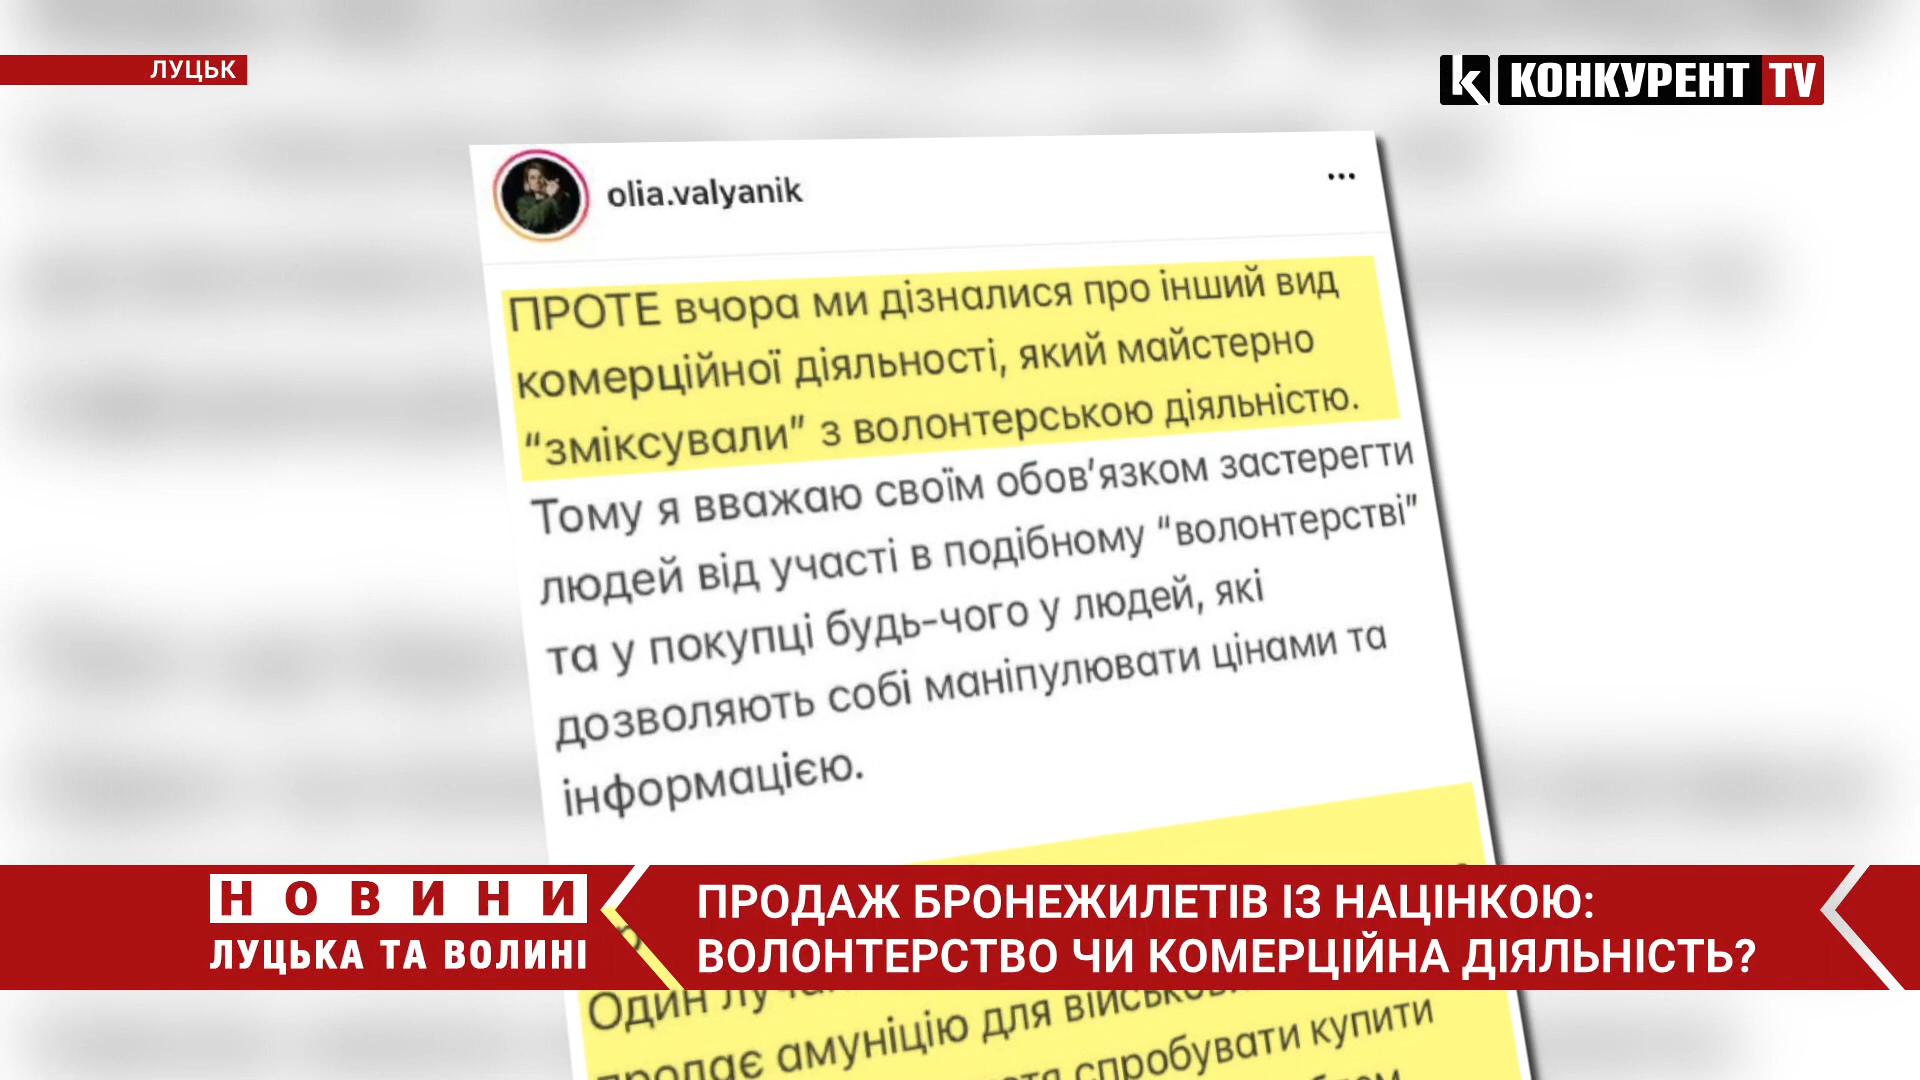 ЛУЦЬК
k КОНКУРЕНТ TV
olia.valyanik
ПРОТЕ вчора ми дізналися про інший вид
комерційної діяльності, який майстерно
“зміксували” з волонтерською діяльністю.
Тому я вважаю своїм обов’язком застерегти
людей від участі в подібному “волонтерстві”
та у покупці будь-чого у людей, які
дозволяють собі маніпулювати цінами та
інформацією.
НОВИНИ
ЛУЦЬКА ТА ВОЛИНІ
ПРОДАЖ БРОНЕЖИЛЕТІВ ІЗ НАЦІНКОЮ:
ВОЛОНТЕРСТВО ЧИ КОМЕРЦІЙНА ДІЯЛЬНІСТЬ?
Один
продає амуніцію для
спробувати купити